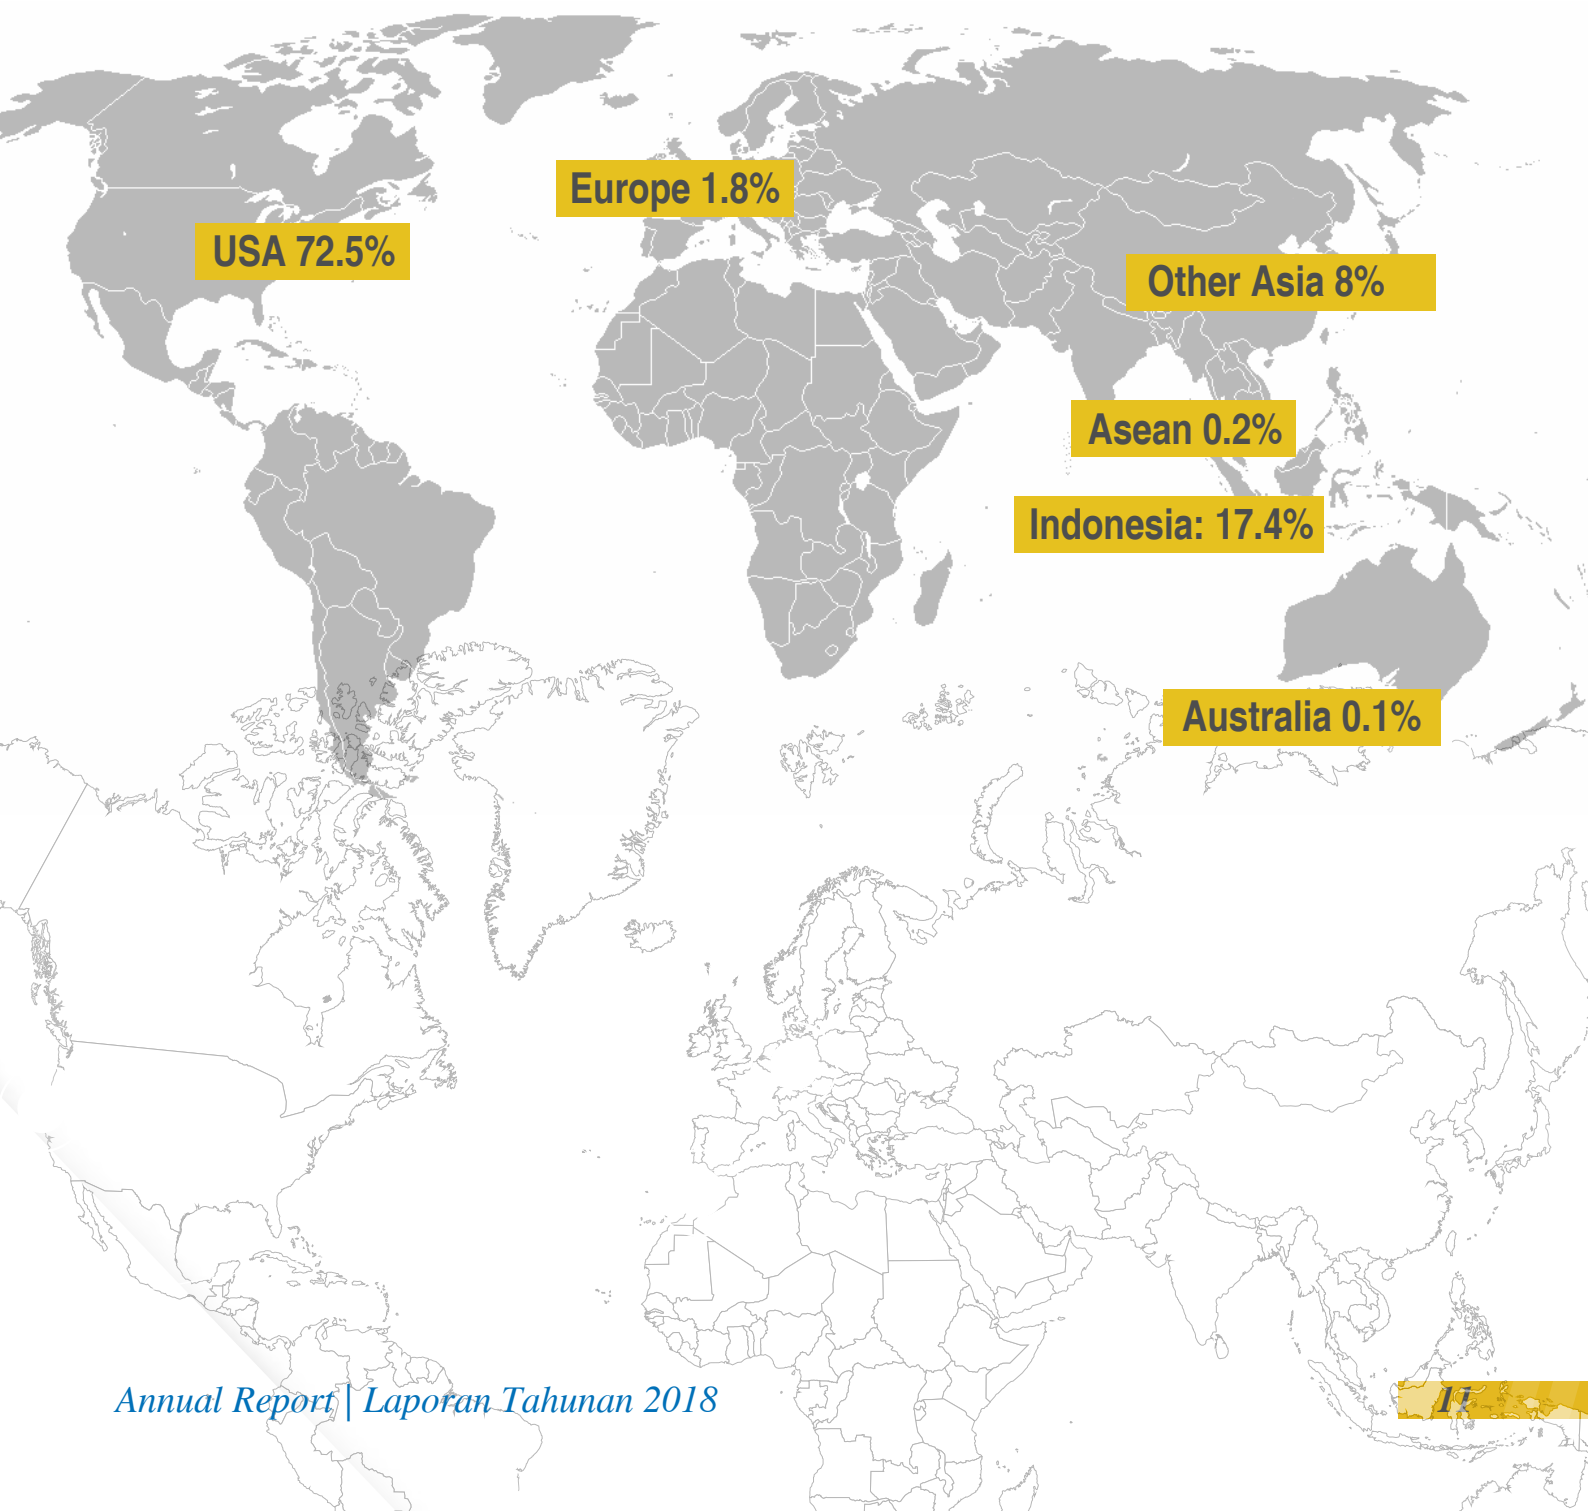 Europe 1.8%
USA 72.5%
Other Asia 8%
Asean 0.2%
Indonesia: 17.4%
Australia 0.1%
Annual Report | Laporan Tahunan 2018
11